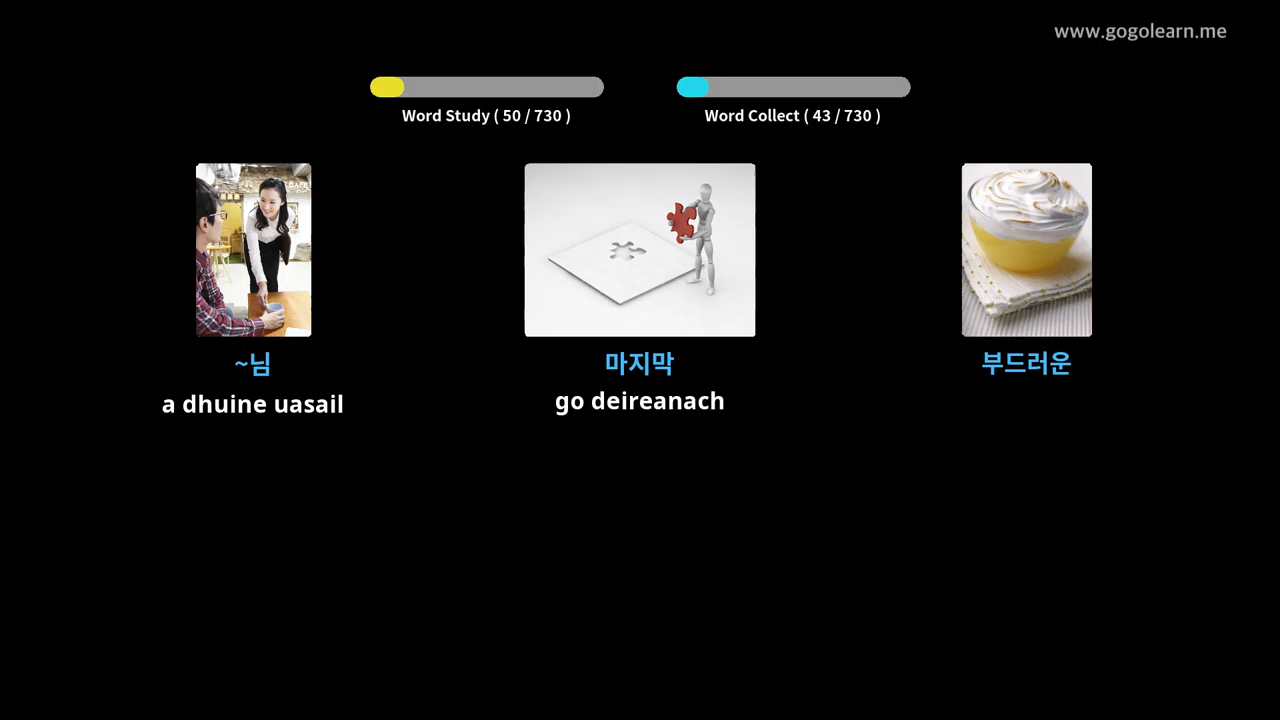 www.gogolearn.me
Word Study ( 50 / 730 )
Word Collect ( 43 / 730 )
~님
마지막
부드러운
a dhuine uasail
go deireanach